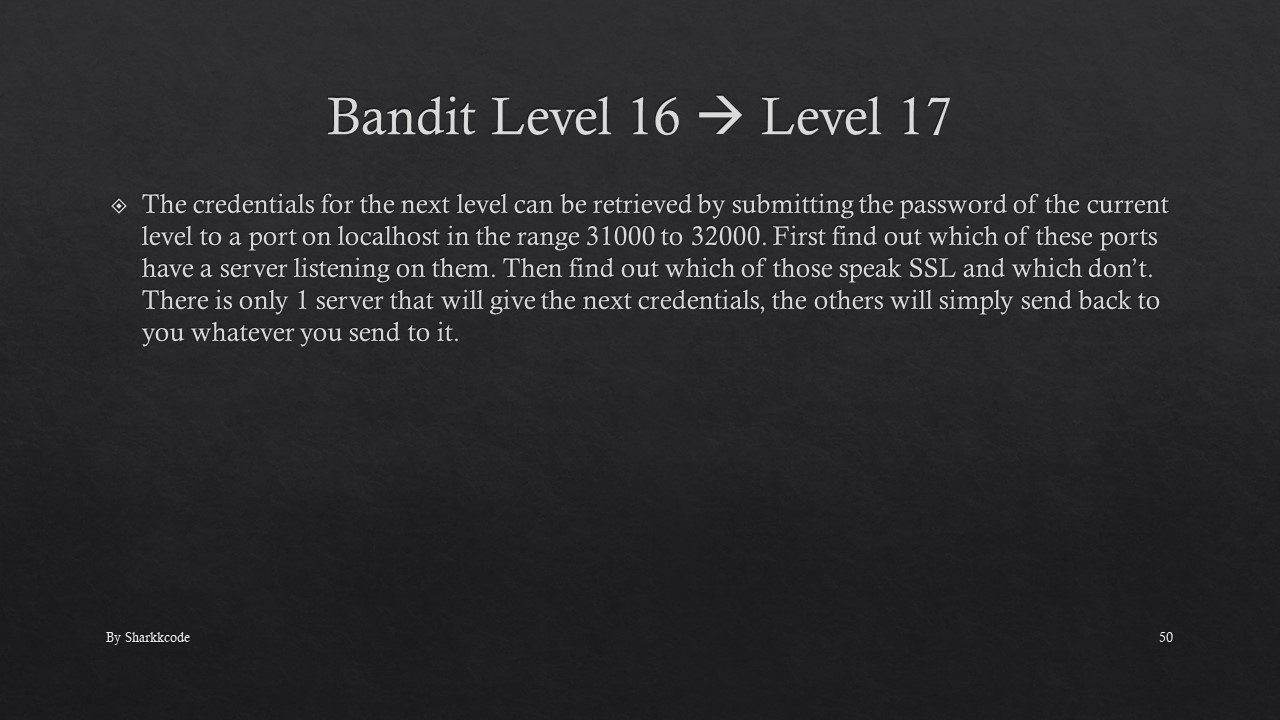 Bandit Level 16 → Level 17
The credentials for the next level can be retrieved by submitting the password of the current
level to a port on localhost in the range 31000 to 32000. First find out which of these ports
have a server listening on them. Then find out which of those speak SSL and which don’t.
There is only 1 server that will give the next credentials, the others will simply send back to
you whatever you send to it.
By Sharkkcode
50